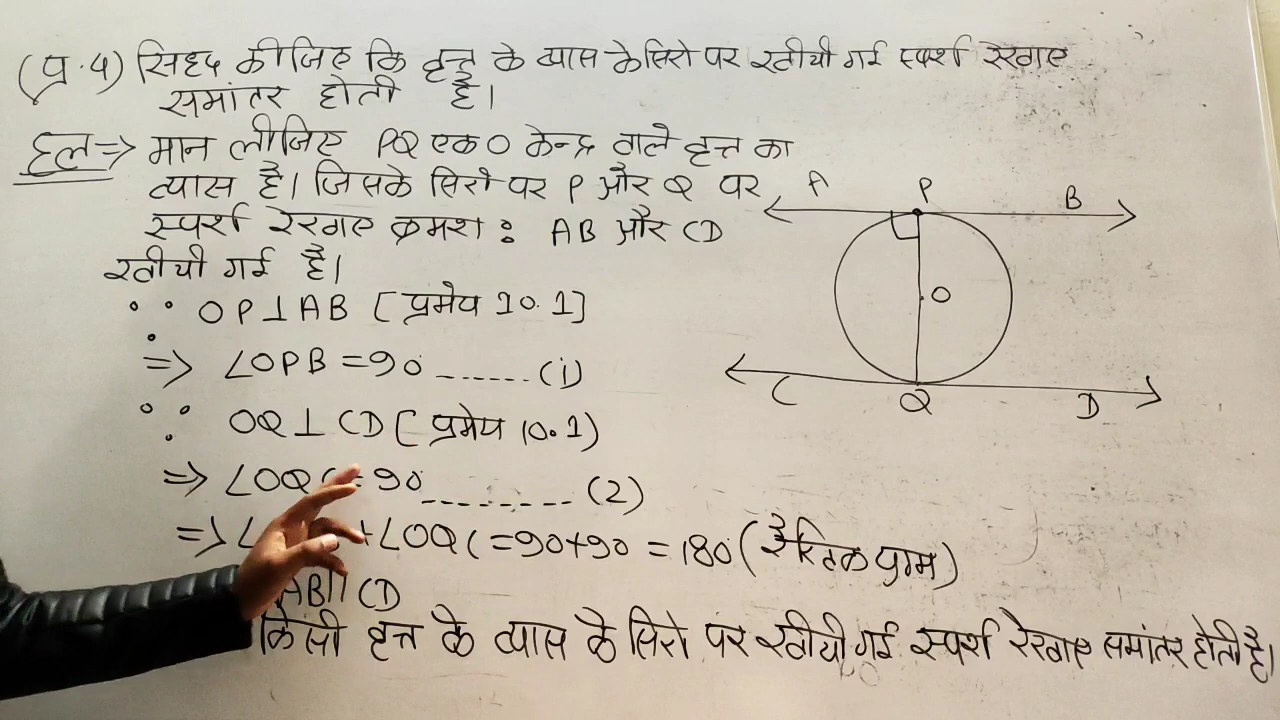 (प्र.4) सिद्ध कीजिए कि वृत्त के व्यास के सिरो पर खीची गई स्पर्श रेखाए
समांतर होती है।
हल=> मान लीजिए PQ एक O केन्द्र वाले वृत्त का
व्यास है। जिसके सिरो पर P और Q पर
स्पर्श रेखाए क्रमश: AB और CD
खीची गई है।
∵ OP⊥AB [प्रमेय 10.1]
=> ∠OPB =90 ------(1)
∵ OQ⊥CD [प्रमेय 10.1)
=> ∠OQC=90 -------- (2)
=> ∠ +∠OQC=90+90 =180 (रैखिक युग्म)
AB||CD
किसी वृत्त के व्यास के सिरो पर खीची गई स्पर्श रेखाए समांतर होती है।
A P B
O
C Q D